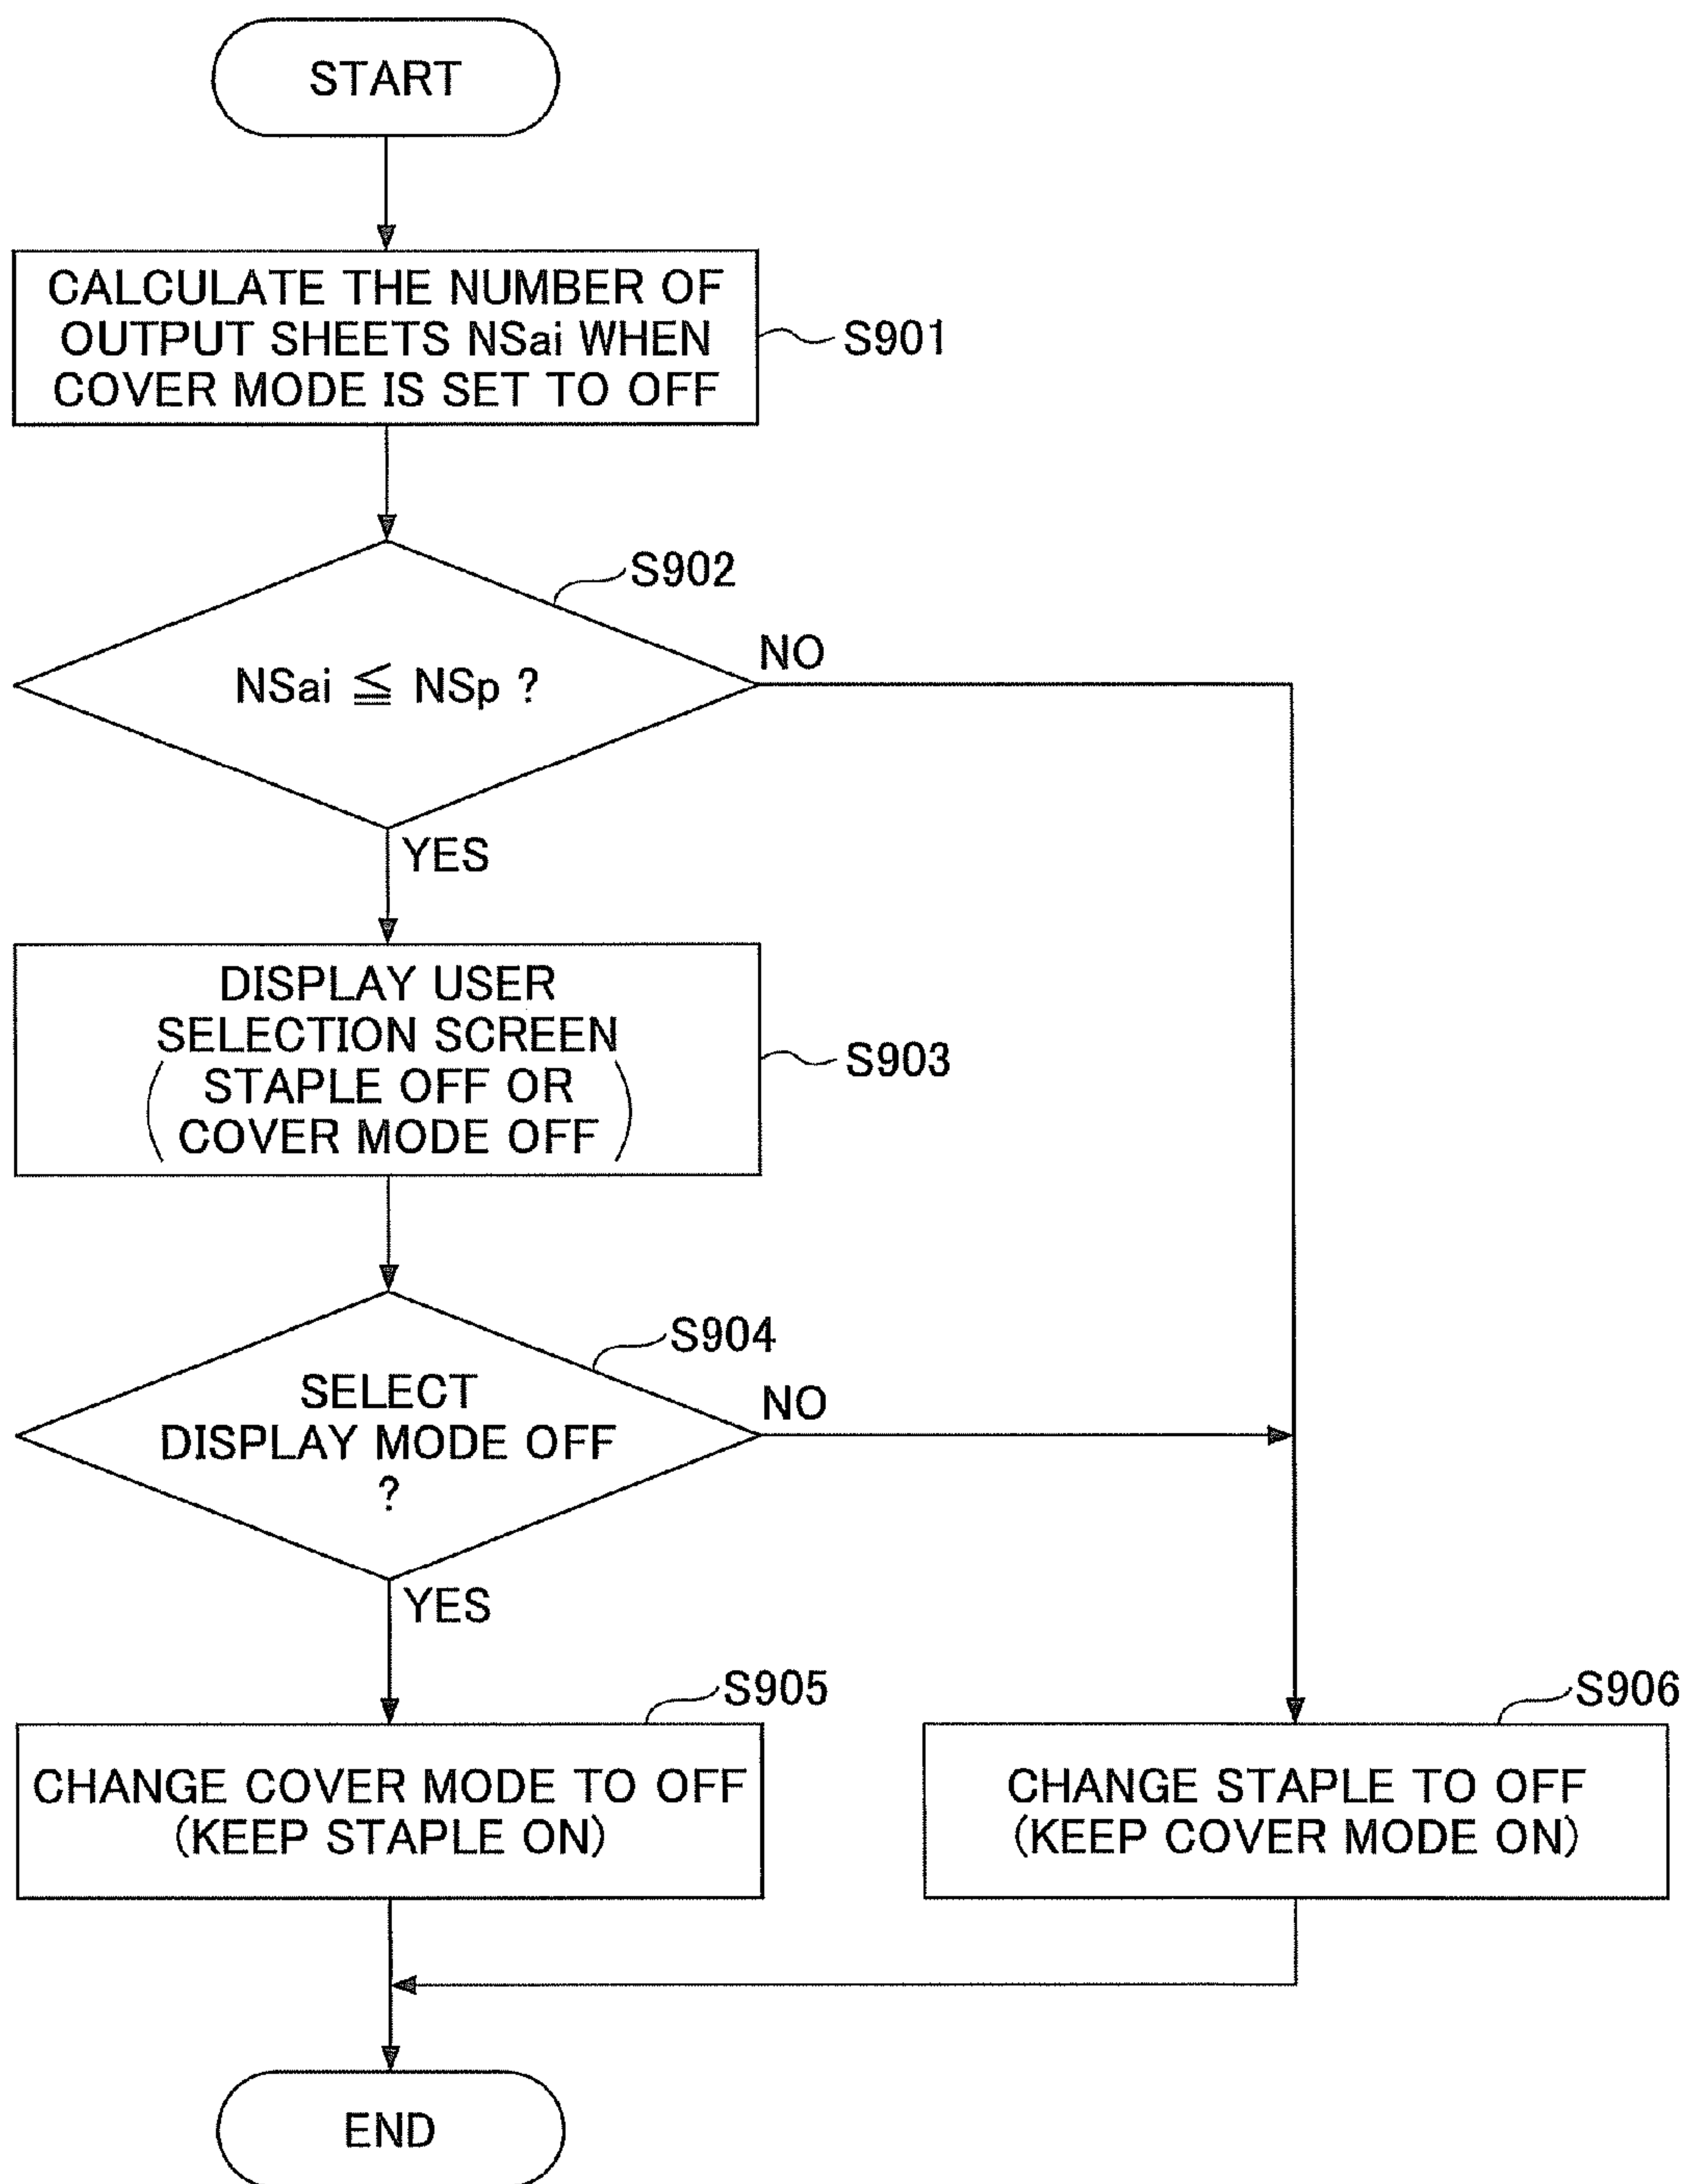 START
CALCULATE THE NUMBER OF
OUTPUT SHEETS NSai WHEN
COVER MODE IS SET TO OFF
S901
S902
NSai ≦ NSp ?
NO
YES
DISPLAY USER
SELECTION SCREEN
(STAPLE OFF OR
COVER MODE OFF)
S903
S904
SELECT
DISPLAY MODE OFF
?
NO
YES
S905
CHANGE COVER MODE TO OFF
(KEEP STAPLE ON)
S906
CHANGE STAPLE TO OFF
(KEEP COVER MODE ON)
END